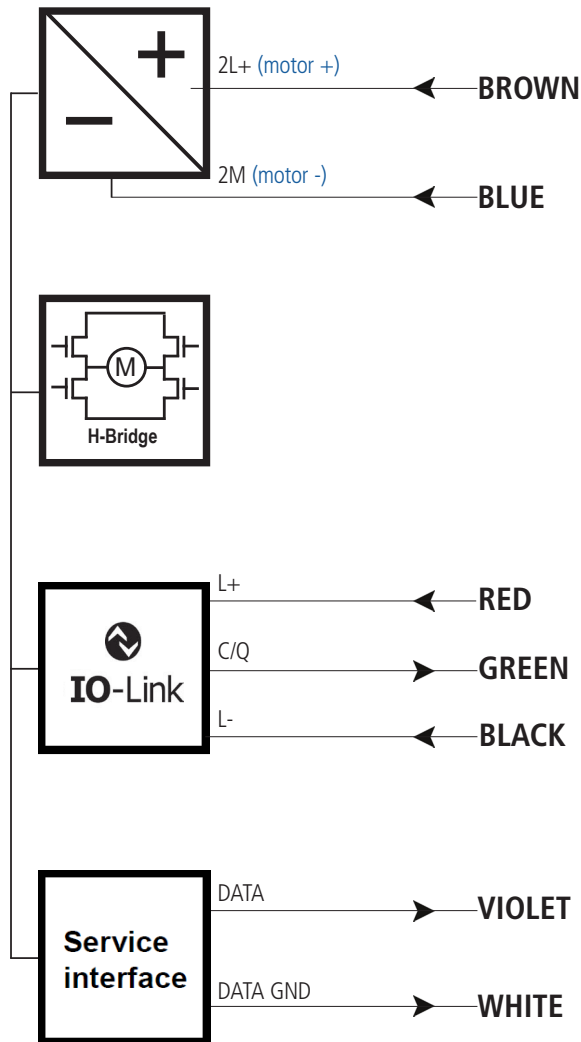 2L+ (motor +)
BROWN
2M (motor -)
BLUE
M
H-Bridge
L+
RED
C/Q
GREEN
IO-Link
L-
BLACK
DATA
VIOLET
Service
interface
DATA GND
WHITE